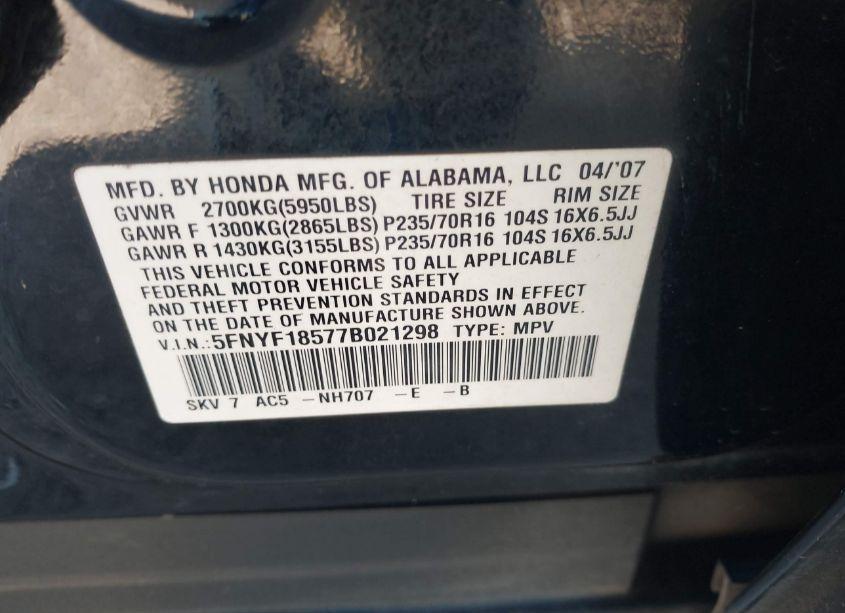 MFD. BY HONDA MFG. OF ALABAMA, LLC 04/'07
GVWR 2700KG(5950LBS) TIRE SIZE RIM SIZE
GAWR F 1300KG(2865LBS) P235/70R16 104S 16X6.5JJ
GAWR R 1430KG(3155LBS) P235/70R16 104S 16X6.5JJ
THIS VEHICLE CONFORMS TO ALL APPLICABLE
FEDERAL MOTOR VEHICLE SAFETY
AND THEFT PREVENTION STANDARDS IN EFFECT
ON THE DATE OF MANUFACTURE SHOWN ABOVE.
V.I.N.: 5FNYF18577B021298 TYPE: MPV
SKV 7 AC5 -NH707 -E -B